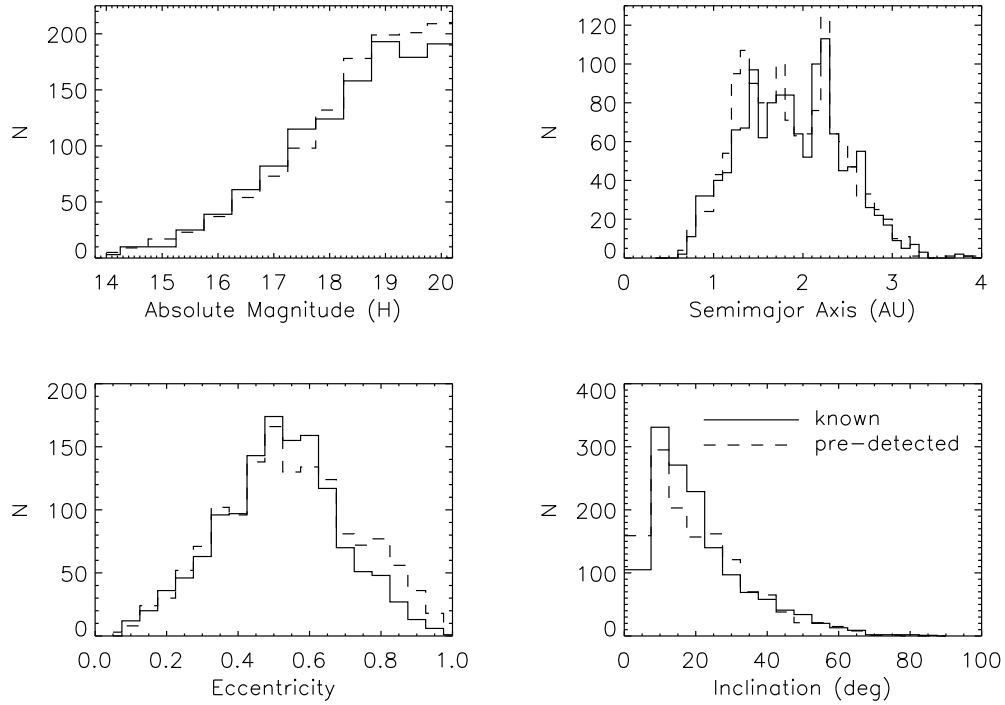 N
200
150
100
50
0
14 15 16 17 18 19 20
Absolute Magnitude (H)
N
120
100
80
60
40
20
0
0 1 2 3 4
Semimajor Axis (AU)
N
200
150
100
50
0
0.0 0.2 0.4 0.6 0.8 1.0
Eccentricity
N
400
300
200
100
0
known
pre-detected
0 20 40 60 80 100
Inclination (deg)